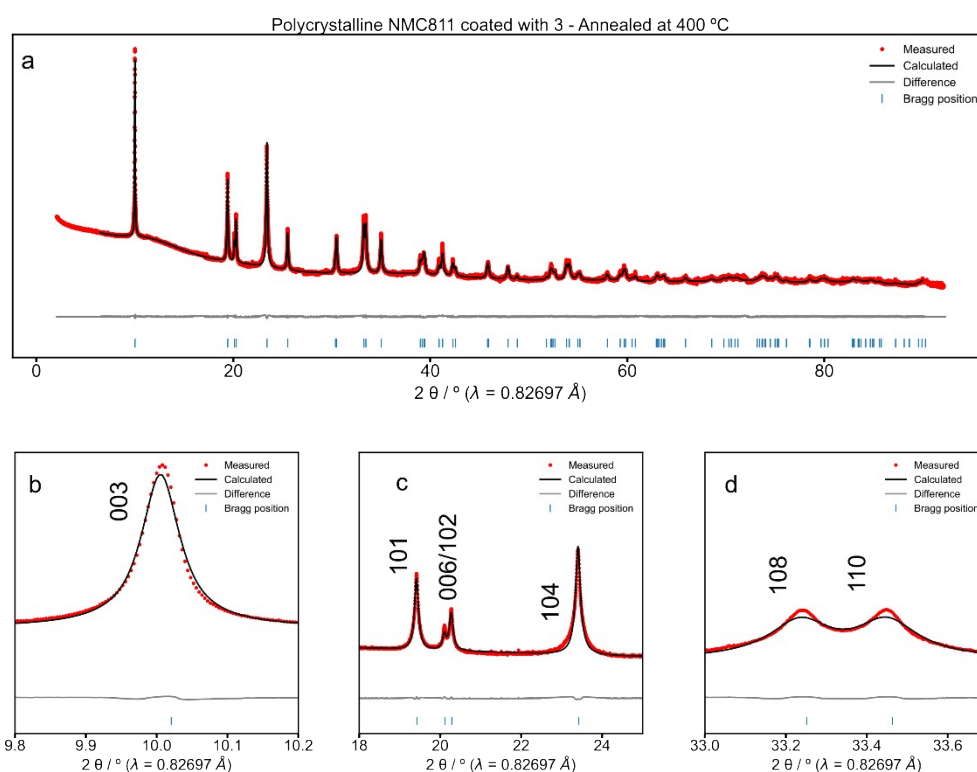 Polycrystalline NMC811 coated with 3 - Annealed at 400 ºC
a
Measured
Calculated
Difference
Bragg position
0 20 40 60 80
2 θ / º (λ = 0.82697 Å)
b
003
Measured
Calculated
Difference
Bragg position
9.8 9.9 10.0 10.1 10.2
2 θ / º (λ = 0.82697 Å)
c
101
006/102
104
Measured
Calculated
Difference
Bragg position
18 20 22 24
2 θ / º (λ = 0.82697 Å)
d
108
110
Measured
Calculated
Difference
Bragg position
33.0 33.2 33.4 33.6
2 θ / º (λ = 0.82697 Å)